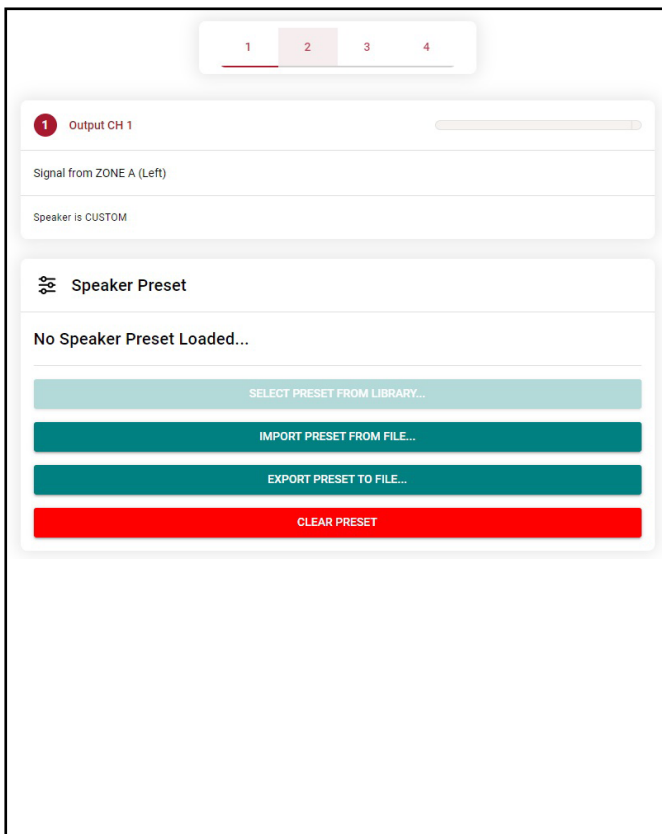 1 2 3 4
1 Output CH 1
Signal from ZONE A (Left)
Speaker is CUSTOM
Speaker Preset
No Speaker Preset Loaded...
SELECT PRESET FROM LIBRARY...
IMPORT PRESET FROM FILE...
EXPORT PRESET TO FILE...
CLEAR PRESET